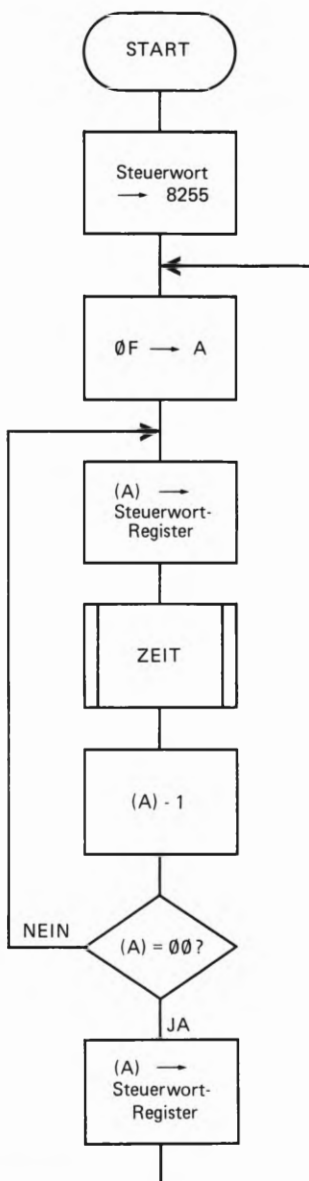 START
Steuerwort
→ 8255
ØF → A
(A) →
Steuerwort-
Register
ZEIT
(A) - 1
NEIN
(A) = ØØ?
JA
(A) →
Steuerwort-
Register